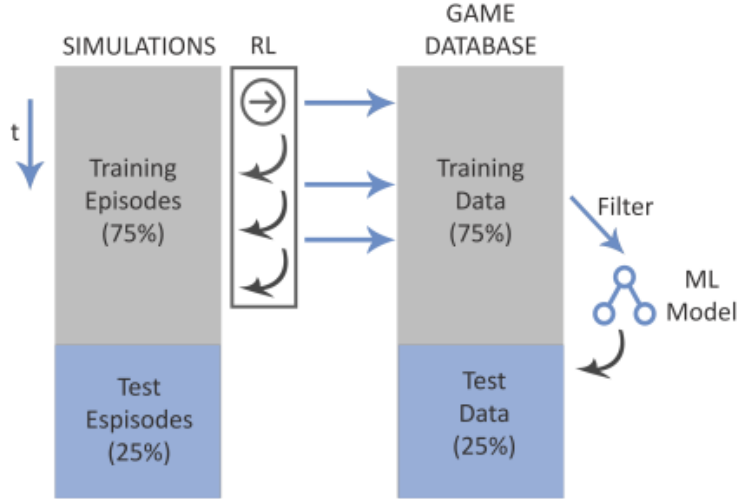 SIMULATIONS
RL
GAME
DATABASE
t
Training
Episodes
(75%)
Training
Data
(75%)
Filter
ML
Model
Test
Espisodes
(25%)
Test
Data
(25%)